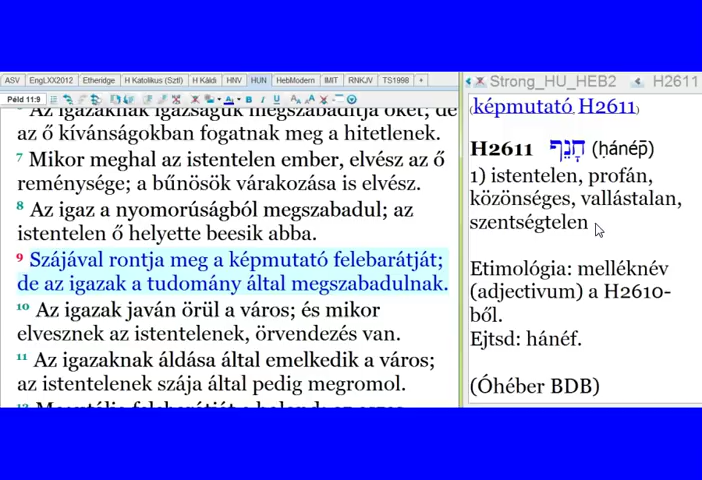 ASV EngLXX2012 Etheridge H Katolikus (Sztl) H Káldi HNV HUN HebModern IMIT RNKJV TS1998 +
Péld 11:9
az ő kívánságokban fogatnak meg a hitetlenek.
7 Mikor meghal az istentelen ember, elvész az ő
reménysége; a bűnösök várakozása is elvész.
8 Az igaz a nyomorúságból megszabadul; az
istentelen ő helyette beesik abba.
9 Szájával rontja meg a képmutató felebarátját;
de az igazak a tudomány által megszabadulnak.
10 Az igazak javán örül a város; és mikor
elvesznek az istentelenek, örvendezés van.
11 Az igazaknak áldása által emelkedik a város;
az istentelenek szája által pedig megromol.
Strong_HU_HEB2 H2611
(képmutató H2611)
H2611 חָנֵף (ḥánép̄)
1) istentelen, profán,
közönséges, vallástalan,
szentségtelen
Etimológia: melléknév
(adjectivum) a H2610-
ből.
Ejtsd: hánéf.
(Óhéber BDB)